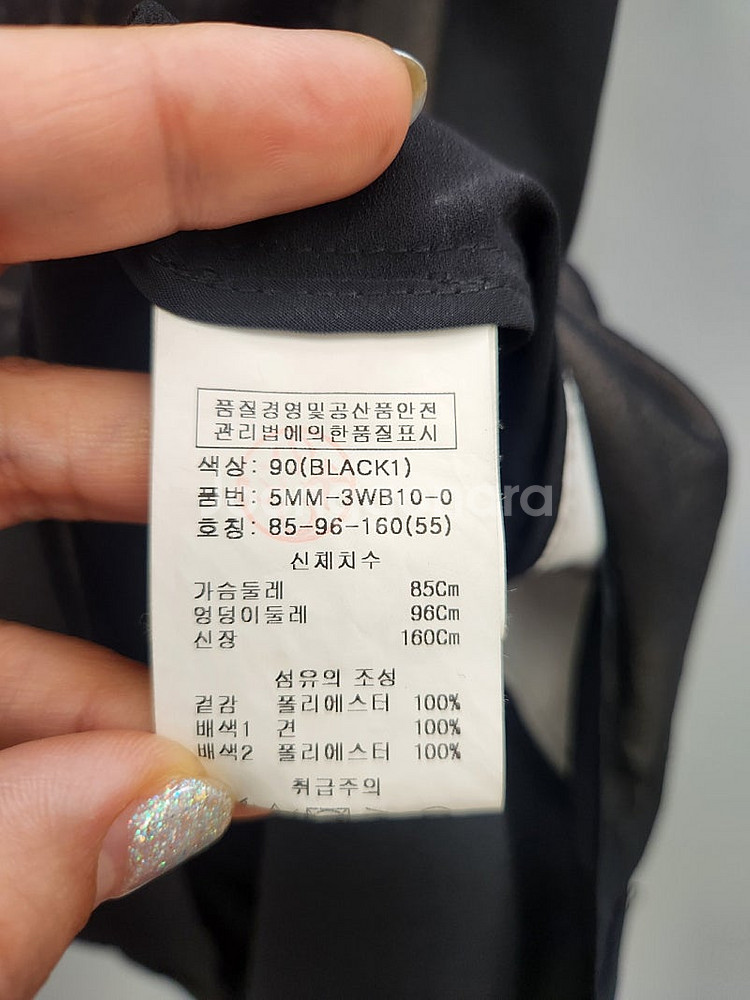 품질경영및공산품안전
관리법에의한품질표시
색상: 90(BLACK1)
품번: 5MM-3WB10-0
호칭: 85-96-160(55)
신체치수
가슴둘레 85Cm
엉덩이둘레 96Cm
신장 160Cm
섬유의 조성
겉감 폴리에스터 100%
배색1 견 100%
배색2 폴리에스터 100%
취급주의